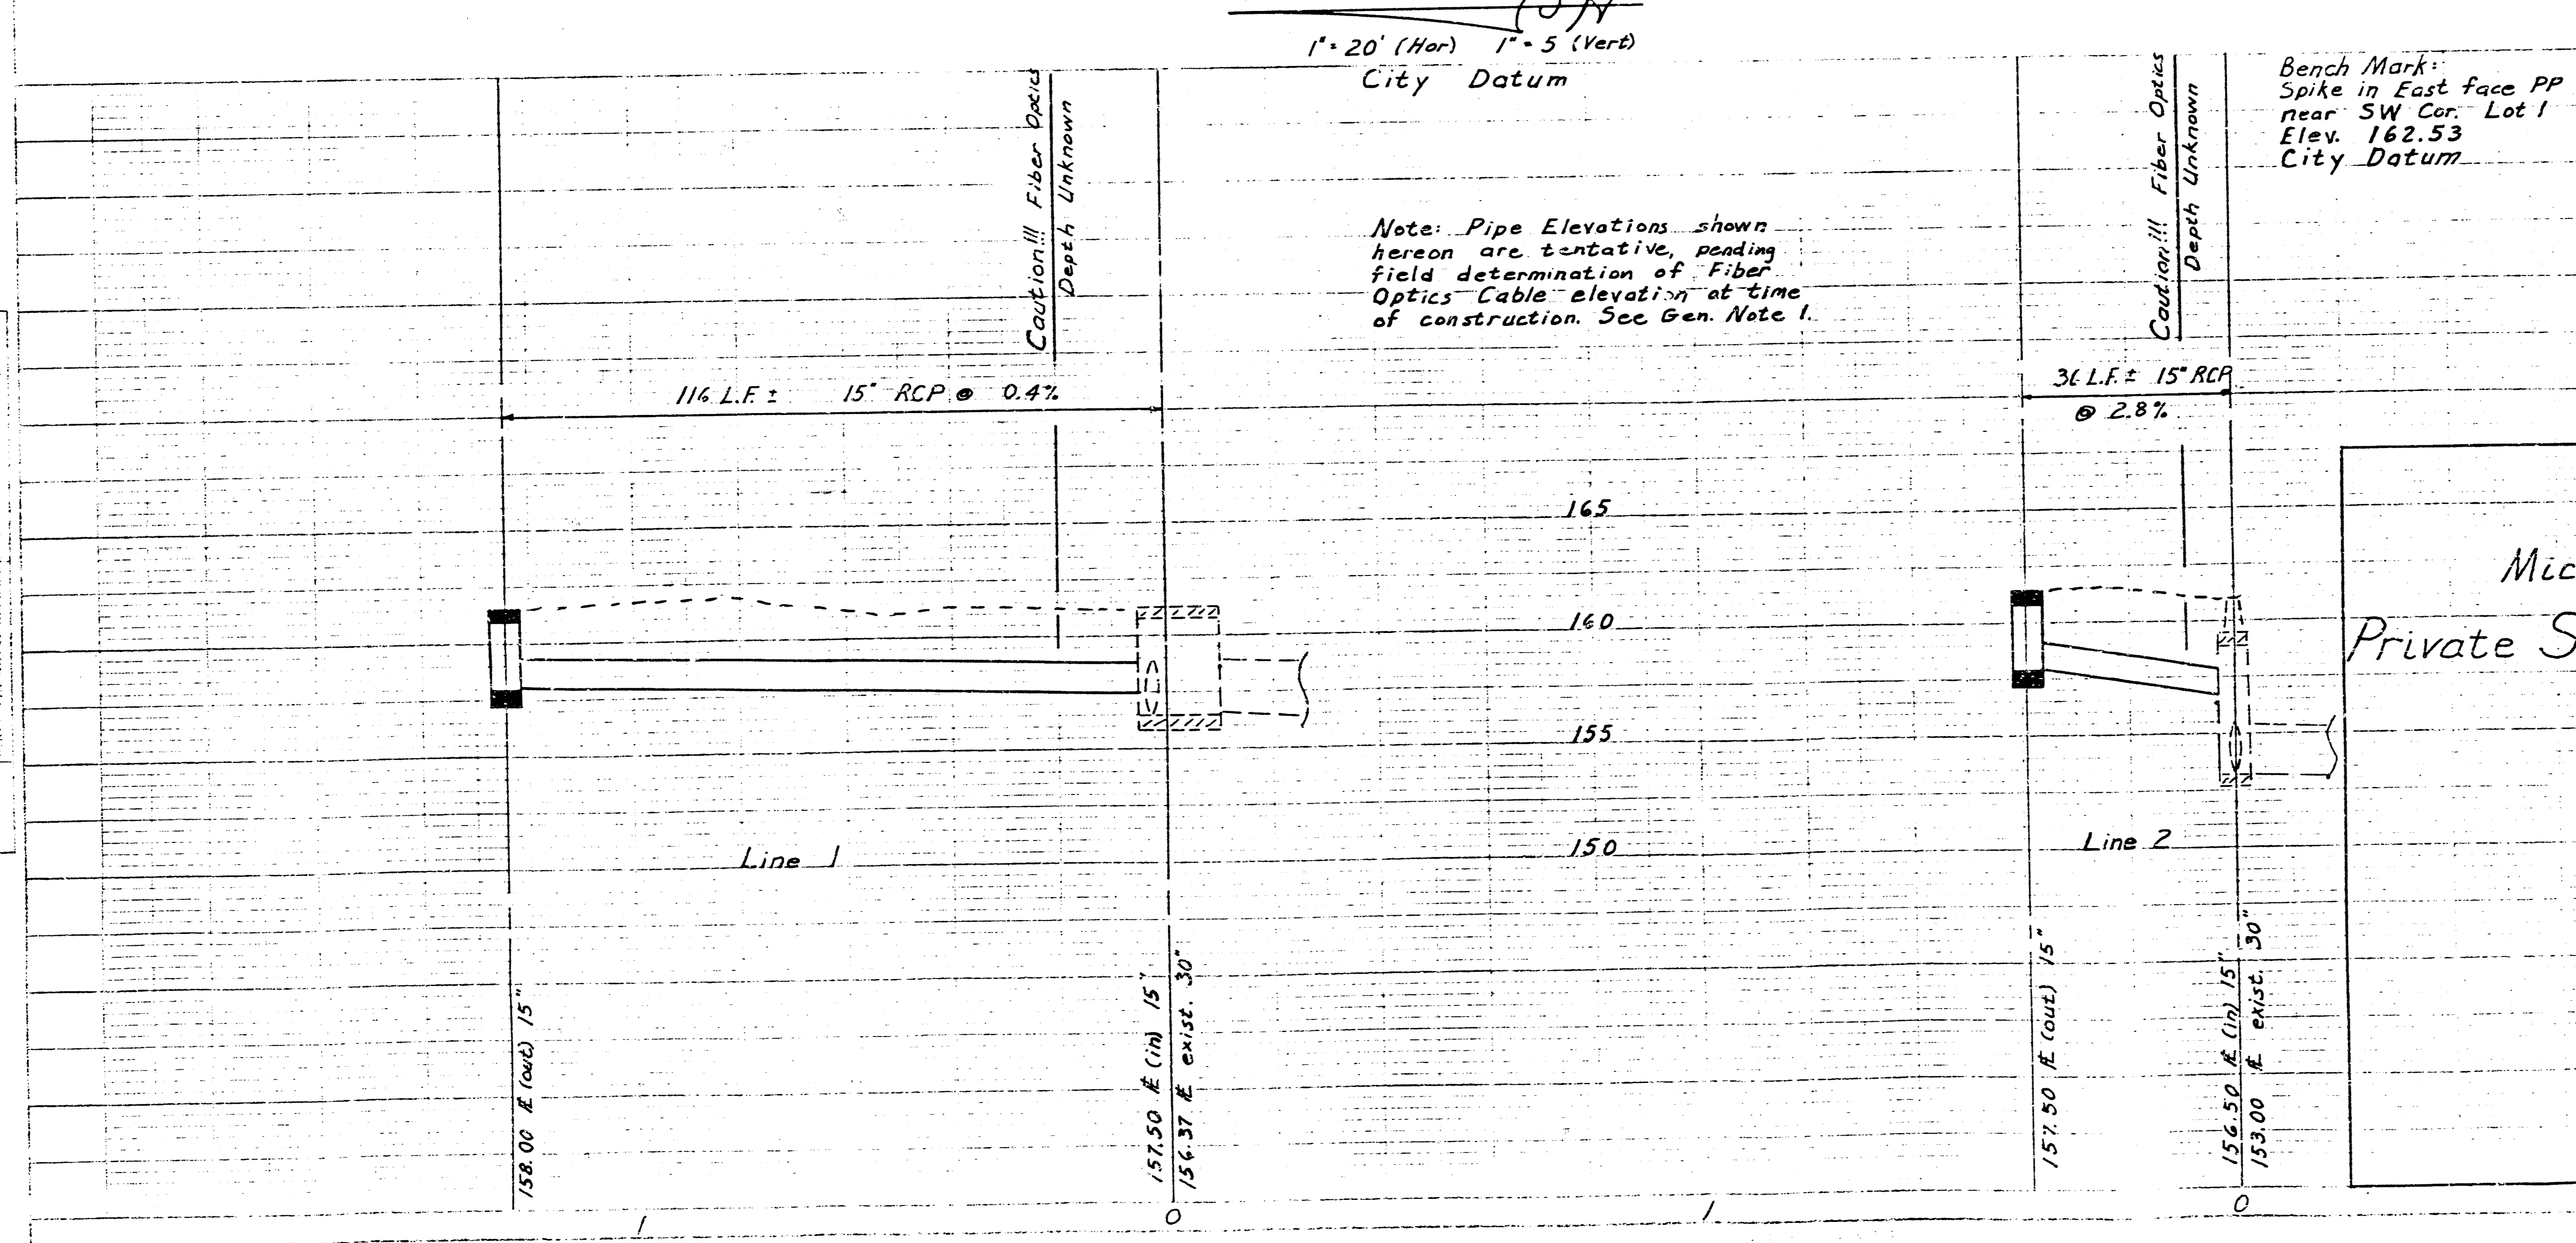 1"= 20' (Hor) 1"= 5 (Vert)
City Datum
Caution!!! Fiber Optics
Depth Unknown
Caution!!! Fiber Optics
Depth Unknown
Bench Mark:
Spike in East face PP
near SW Cor. Lot 1
Elev. 162.53
City Datum
Note: Pipe Elevations shown
hereon are tentative, pending
field determination of Fiber
Optics Cable elevation at time
of construction. See Gen. Note 1.
116 L.F. ± 15" RCP @ 0.4%
36 L.F. ± 15" RCP
@ 2.8%
165
160
155
150
Mic
Private S
Line 1
Line 2
158.00 (out) 15"
157.50 (in) 15"
156.37 exist. 30"
157.50 (out) 15"
156.50 (in) 15"
153.00 exist. 30"
1
0
1
0